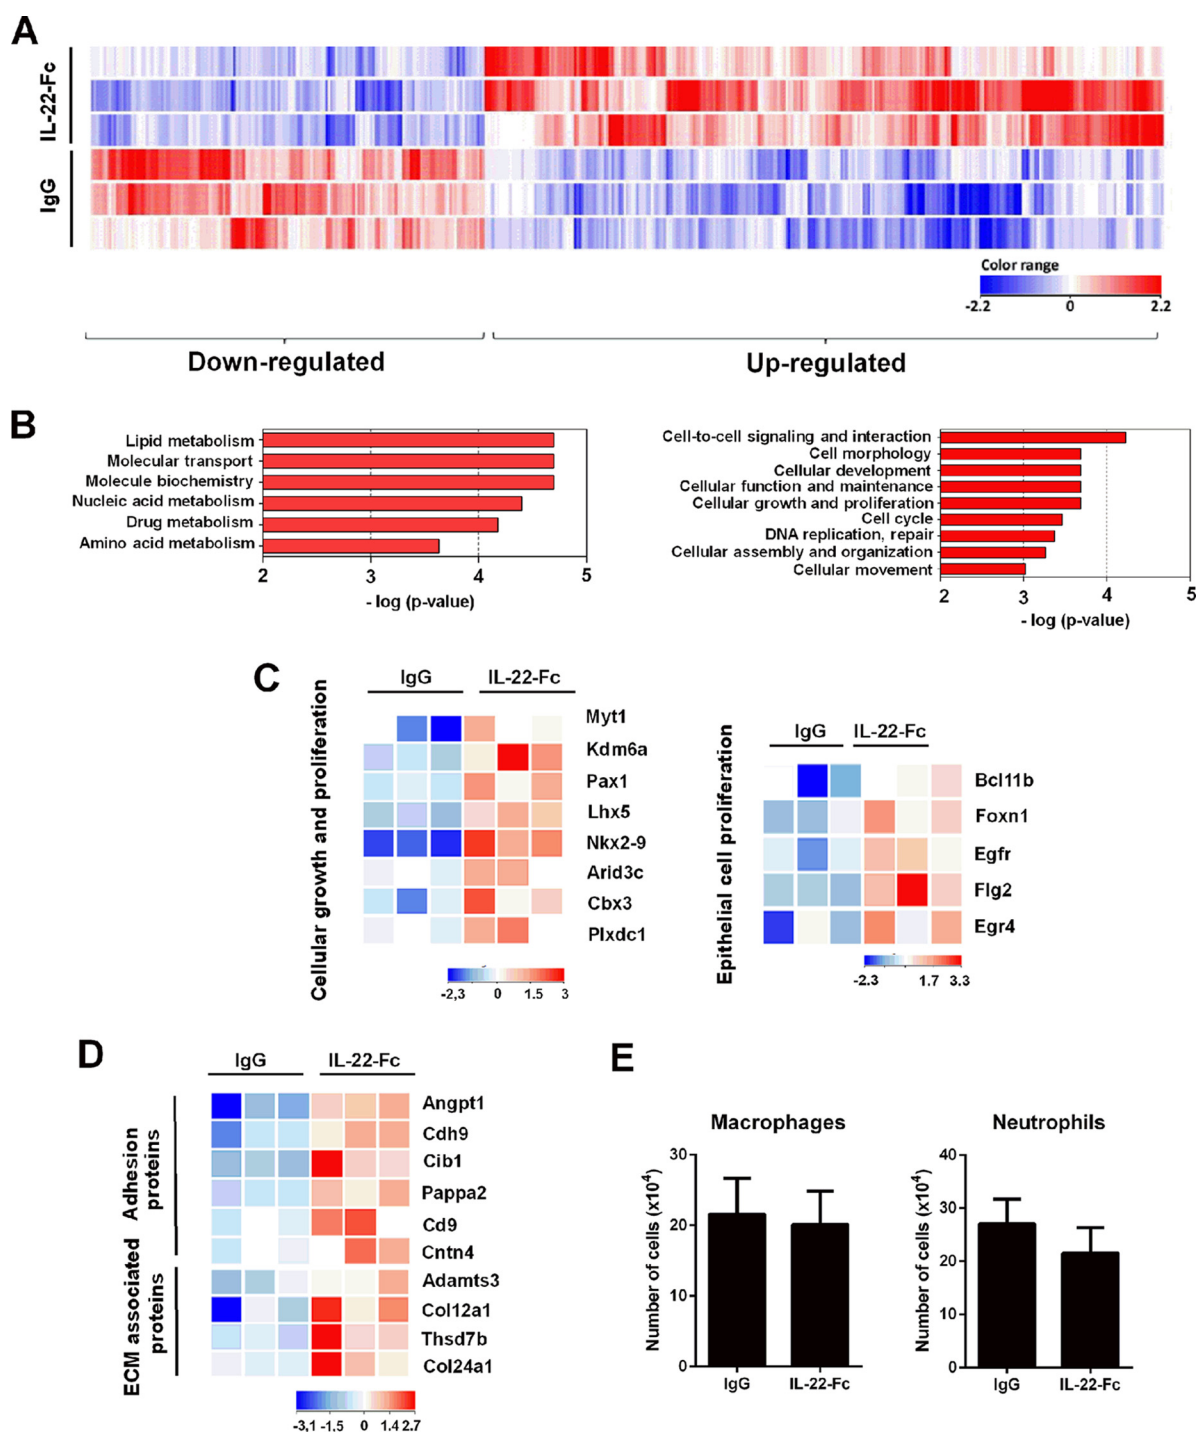 A
IL-22-Fc
IgG
Color range
-2.2 0 2.2
Down-regulated
Up-regulated
B
Lipid metabolism
Molecular transport
Molecule biochemistry
Nucleic acid metabolism
Drug metabolism
Amino acid metabolism
2 3 4 5
- log (p-value)
Cell-to-cell signaling and interaction
Cell morphology
Cellular development
Cellular function and maintenance
Cellular growth and proliferation
Cell cycle
DNA replication, repair
Cellular assembly and organization
Cellular movement
2 3 4 5
- log (p-value)
C
Cellular growth and proliferation
IgG IL-22-Fc
Myt1
Kdm6a
Pax1
Lhx5
Nkx2-9
Arid3c
Cbx3
Plxdc1
-2,3 0 1.5 3
Epithelial cell proliferation
IgG IL-22-Fc
Bcl11b
Foxn1
Egfr
Flg2
Egr4
-2.3 1.7 3.3
D
IgG IL-22-Fc
Adhesion
proteins
ECM associated
proteins
Angpt1
Cdh9
Cib1
Pappa2
Cd9
Cntn4
Adamts3
Col12a1
Thsd7b
Col24a1
-3,1 -1,5 0 1.4 2.7
E
Macrophages
Number of cells (x10⁴)
30
20
10
0
IgG IL-22-Fc
Neutrophils
Number of cells (x10⁴)
40
30
20
10
0
IgG IL-22-Fc